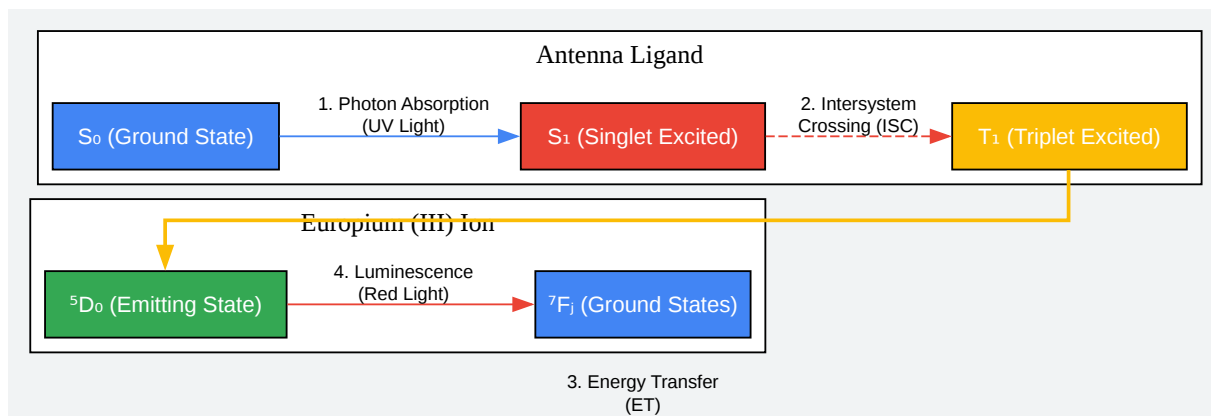 Antenna Ligand
1. Photon Absorption
(UV Light)
2. Intersystem
Crossing (ISC)
S₀ (Ground State)
S₁ (Singlet Excited)
T₁ (Triplet Excited)
Europium (III) Ion
4. Luminescence
(Red Light)
⁵D₀ (Emitting State)
⁷Fⱼ (Ground States)
3. Energy Transfer
(ET)